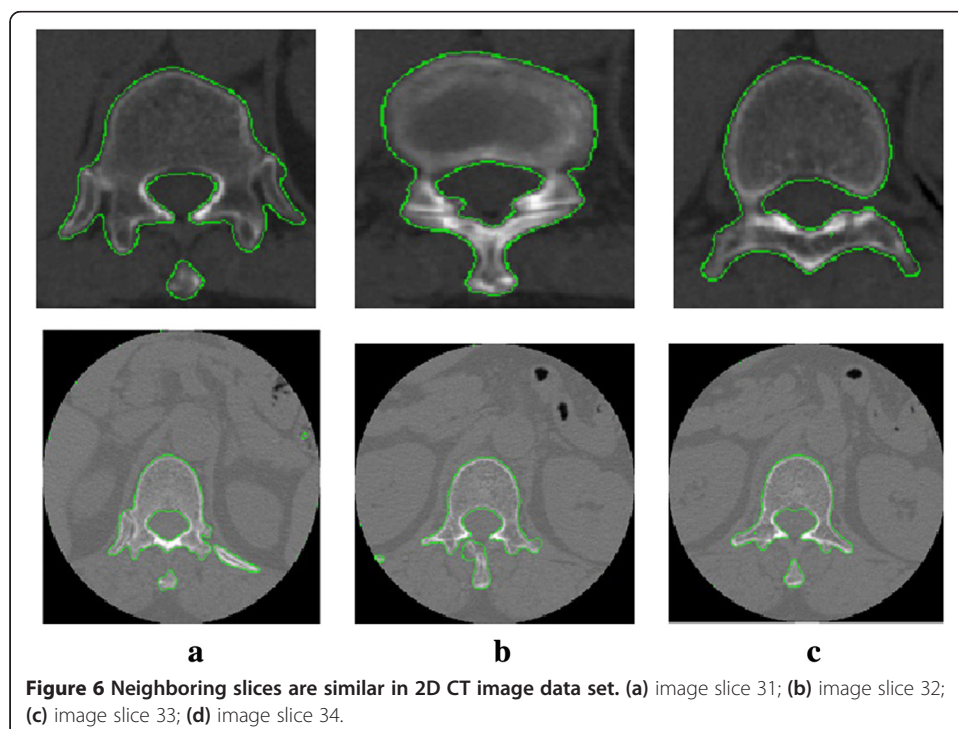 a b c
Figure 6 Neighboring slices are similar in 2D CT image data set. (a) image slice 31; (b) image slice 32;
(c) image slice 33; (d) image slice 34.